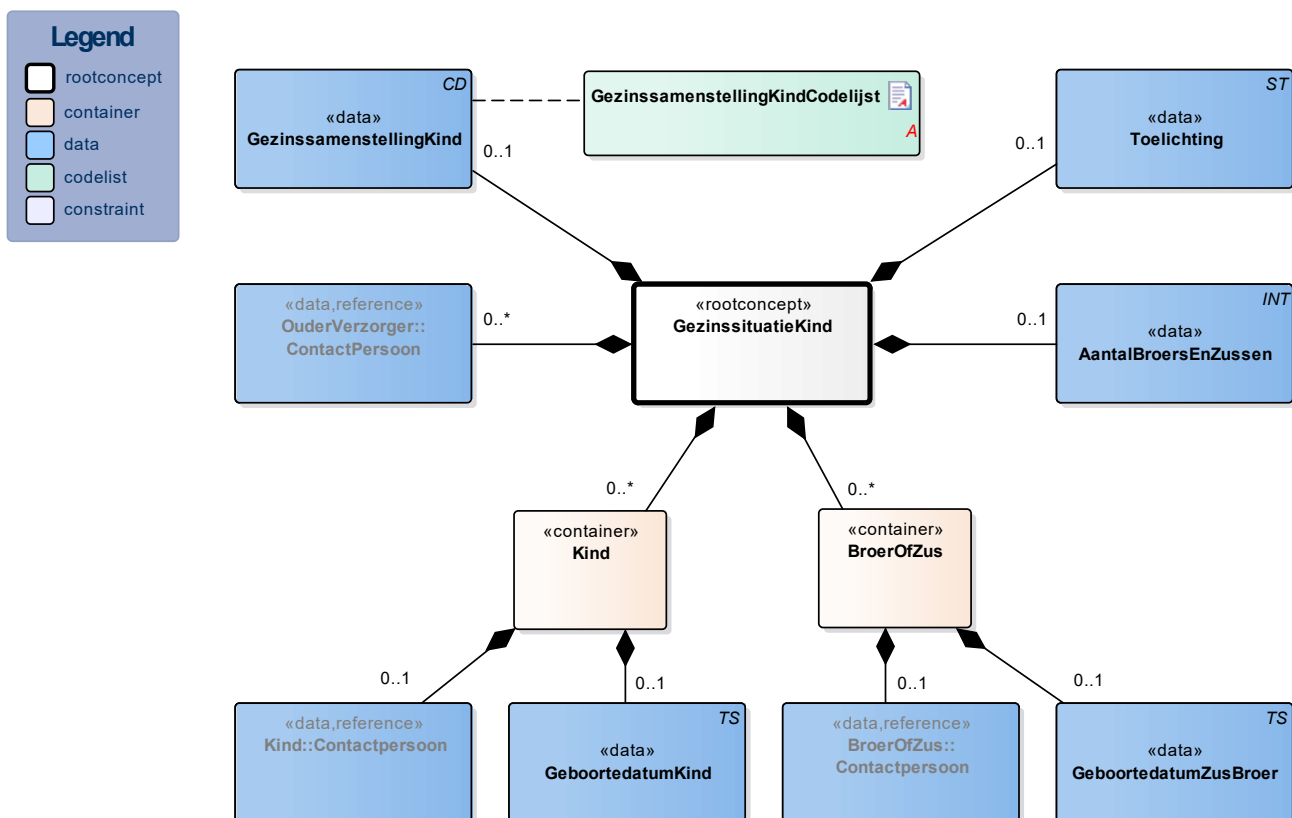 Legend
rootconcept
container
data
codelist
constraint
CD
«data»
GezinssamenstellingKind
0..1
GezinssamenstellingKindCodelijst
A
A
ST
«data»
Toelichting
0..1
«data,reference»
OuderVerzorger::
ContactPersoon
0..*
«rootconcept»
GezinssituatieKind
INT
«data»
AantalBroersEnZussen
0..1
0..*
«container»
Kind
0..*
«container»
BroerOfZus
0..1
«data,reference»
Kind::Contactpersoon
0..1
TS
«data»
GeboortedatumKind
0..1
«data,reference»
BroerOfZus::
Contactpersoon
0..1
TS
«data»
GeboortedatumZusBroer